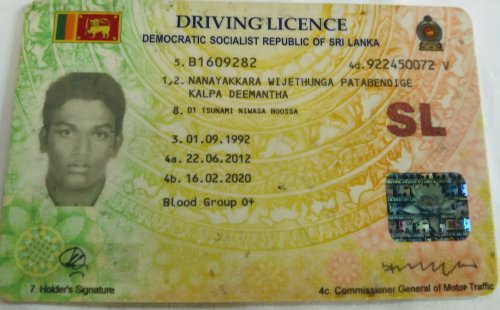 DRIVING LICENCE
DEMOCRATIC SOCIALIST REPUBLIC OF SRI LANKA
5. B1609282 4d. 922450072 V
1,2. NANAYAKKARA WIJETHUNGA PATABENDIGE
KALPA DEEMANTHA
8. D1 TSUNAMI NIWASA BOOSSA
SL
3. 01.09.1992
4a. 22.06.2012
4b. 16.02.2020
Blood Group 0+
7. Holder's Signature 4c. Commissioner General of Motor Traffic